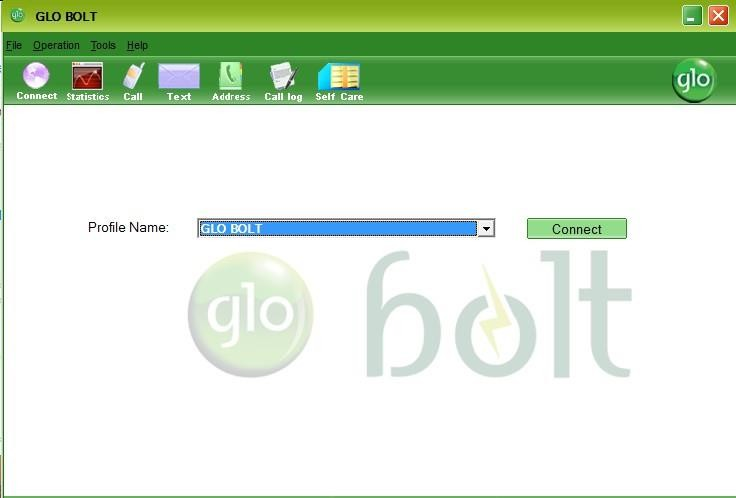 glo GLO BOLT
File Operation Tools Help
Connect Statistics Call Text Address Call log Self Care glo
Profile Name: GLO BOLT Connect
glo bolt